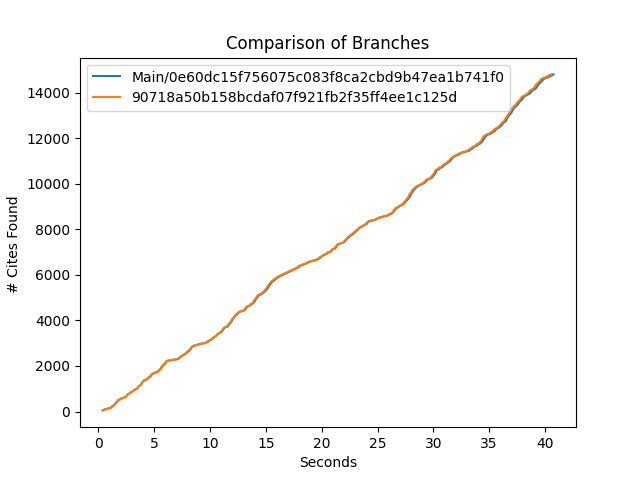 Comparison of Branches
Main/0e60dc15f756075c083f8ca2cbd9b47ea1b741f0
90718a50b158bcdaf07f921fb2f35ff4ee1c125d
# Cites Found
14000
12000
10000
8000
6000
4000
2000
0
0 5 10 15 20 25 30 35 40
Seconds